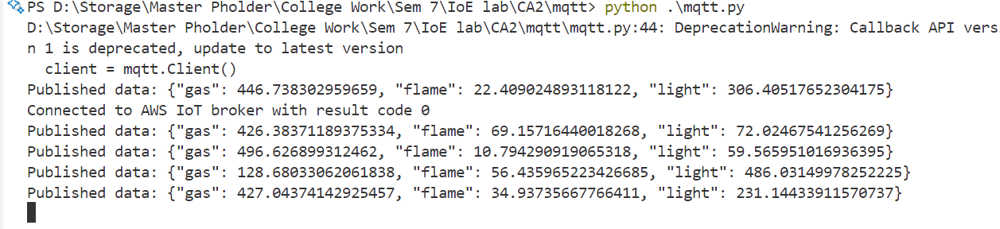 PS D:\Storage\Master Pholder\College Work\Sem 7\IoE lab\CA2\mqtt> python .\mqtt.py
D:\Storage\Master Pholder\College Work\Sem 7\IoE lab\CA2\mqtt\mqtt.py:44: DeprecationWarning: Callback API vers
n 1 is deprecated, update to latest version
  client = mqtt.Client()
Published data: {"gas": 446.738302959659, "flame": 22.409024893118122, "light": 306.40517652304175}
Connected to AWS IoT broker with result code 0
Published data: {"gas": 426.38371189375334, "flame": 69.15716440018268, "light": 72.02467541256269}
Published data: {"gas": 496.626899312462, "flame": 10.794290919065318, "light": 59.565951016936395}
Published data: {"gas": 128.68033062061838, "flame": 56.435965223426685, "light": 486.03149978252225}
Published data: {"gas": 427.04374142925457, "flame": 34.93735667766411, "light": 231.14433911570737}